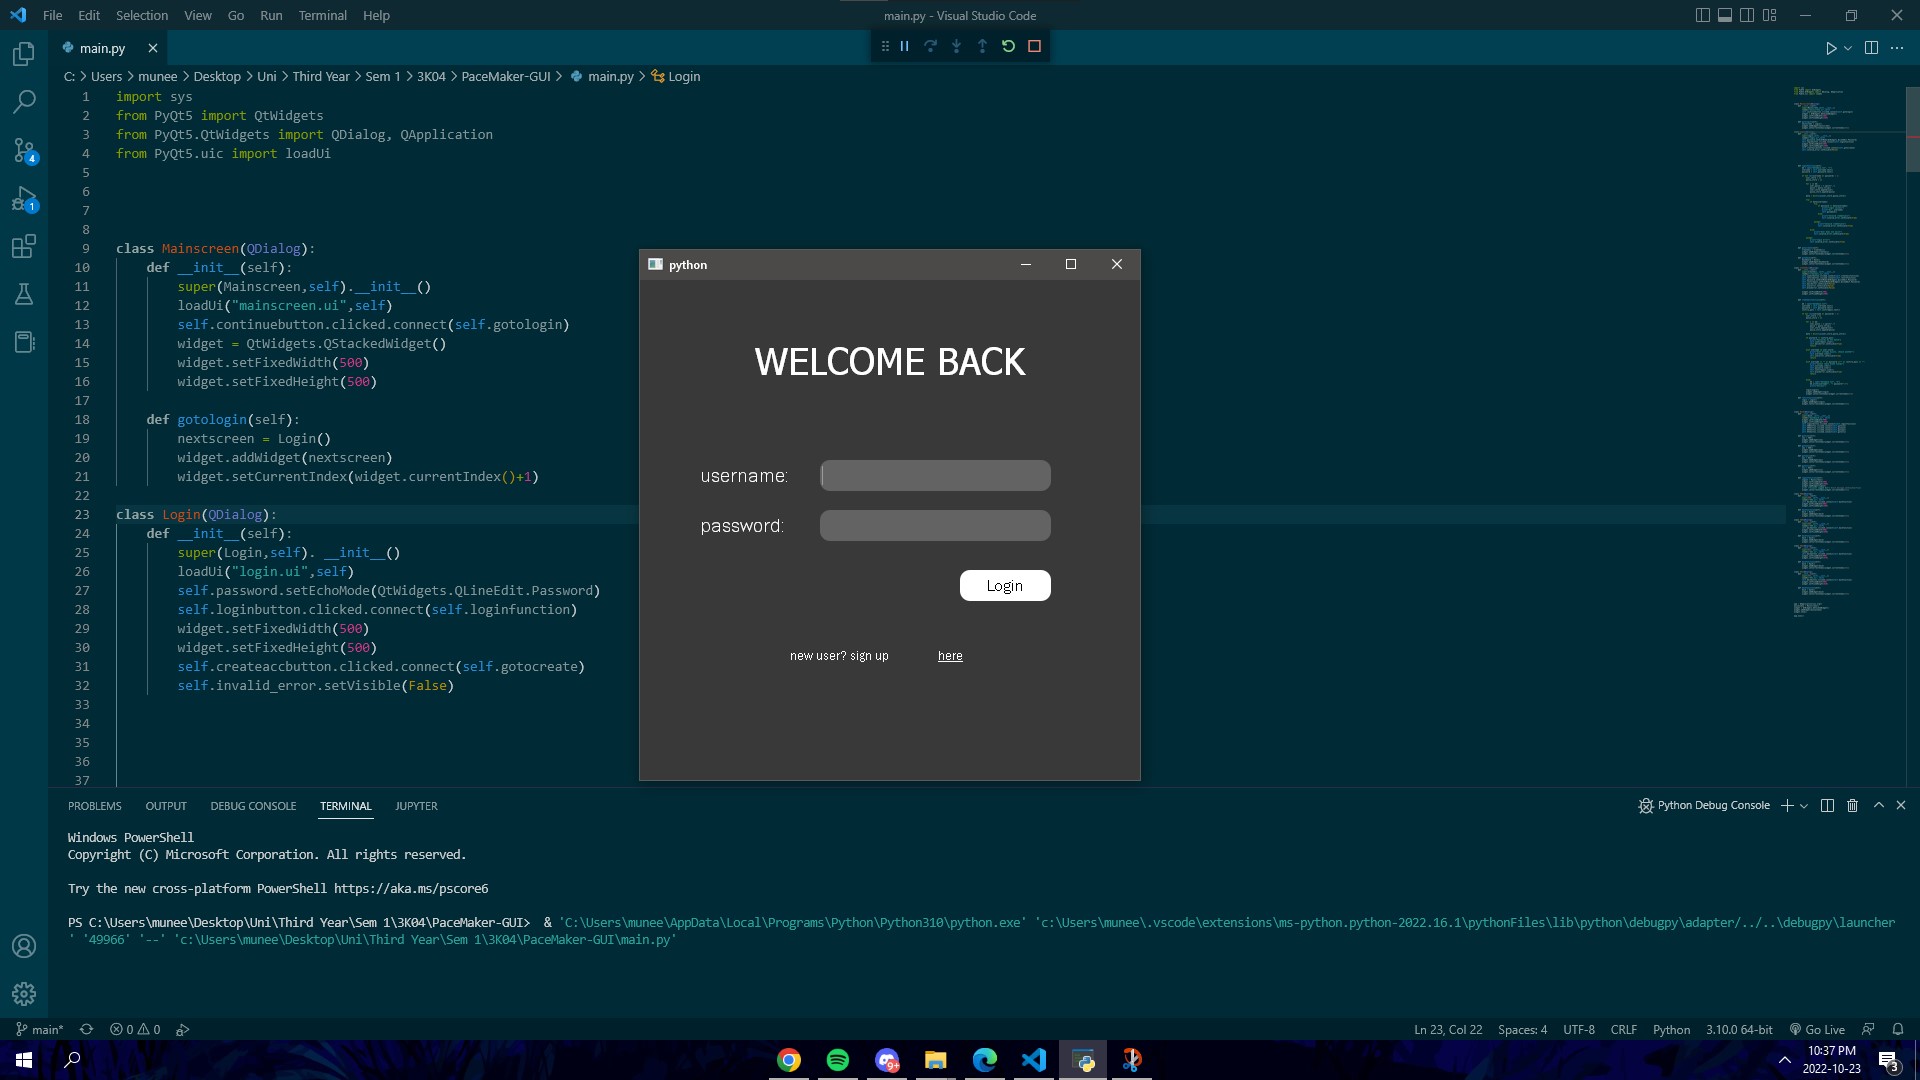 File Edit Selection View Go Run Terminal Help
main.py - Visual Studio Code
main.py
C: > Users > munee > Desktop > Uni > Third Year > Sem 1 > 3K04 > PaceMaker-GUI > main.py > Login
1 import sys
2 from PyQt5 import QtWidgets
3 from PyQt5.QtWidgets import QDialog, QApplication
4 from PyQt5.uic import loadUi
5
6
7
8
9 class Mainscreen(QDialog):
10 def __init__(self):
11 super(Mainscreen,self).__init__()
12 loadUi("mainscreen.ui",self)
13 self.continuebutton.clicked.connect(self.gotologin)
14 widget = QtWidgets.QStackedWidget()
15 widget.setFixedWidth(500)
16 widget.setFixedHeight(500)
17
18 def gotologin(self):
19 nextscreen = Login()
20 widget.addWidget(nextscreen)
21 widget.setCurrentIndex(widget.currentIndex()+1)
22
23 class Login(QDialog):
24 def __init__(self):
25 super(Login,self). __init__()
26 loadUi("login.ui",self)
27 self.password.setEchoMode(QtWidgets.QLineEdit.Password)
28 self.loginbutton.clicked.connect(self.loginfunction)
29 widget.setFixedWidth(500)
30 widget.setFixedHeight(500)
31 self.createaccbutton.clicked.connect(self.gotocreate)
32 self.invalid_error.setVisible(False)
33
34
35
36
37
4
1
python
WELCOME BACK
username:
password:
Login
new user? sign up here
PROBLEMS OUTPUT DEBUG CONSOLE TERMINAL JUPYTER
Python Debug Console
Windows PowerShell
Copyright (C) Microsoft Corporation. All rights reserved.
Try the new cross-platform PowerShell https://aka.ms/pscore6
PS C:\Users\munee\Desktop\Uni\Third Year\Sem 1\3K04\PaceMaker-GUI> & 'C:\Users\munee\AppData\Local\Programs\Python\Python310\python.exe' 'c:\Users\munee\.vscode\extensions\ms-python.python-2022.16.1\pythonFiles\lib\python\debugpy\adapter/../..\debugpy\launcher
' '49966' '--' 'c:\Users\munee\Desktop\Uni\Third Year\Sem 1\3K04\PaceMaker-GUI\main.py'
main* 0 0
Ln 23, Col 22 Spaces: 4 UTF-8 CRLF Python 3.10.0 64-bit Go Live
9+
10:37 PM
2022-10-23
3